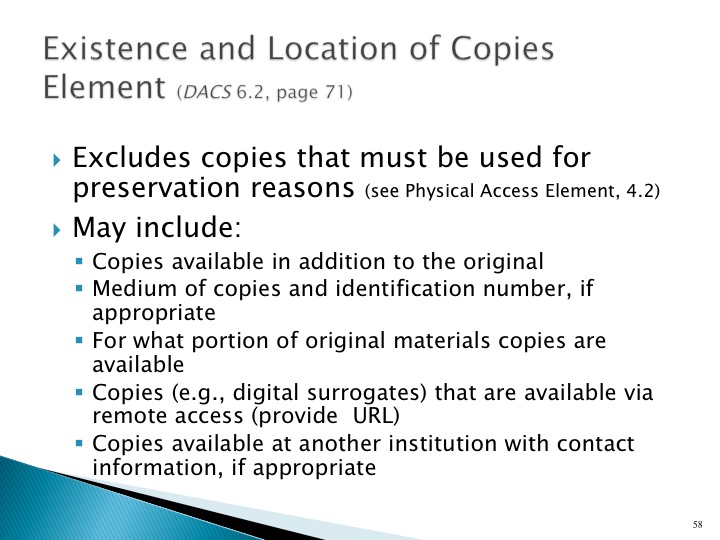 Existence and Location of Copies
Element (DACS 6.2, page 71)
Excludes copies that must be used for
preservation reasons (see Physical Access Element, 4.2)
May include:
Copies available in addition to the original
Medium of copies and identification number, if
appropriate
For what portion of original materials copies are
available
Copies (e.g., digital surrogates) that are available via
remote access (provide  URL)
Copies available at another institution with contact
information, if appropriate
58